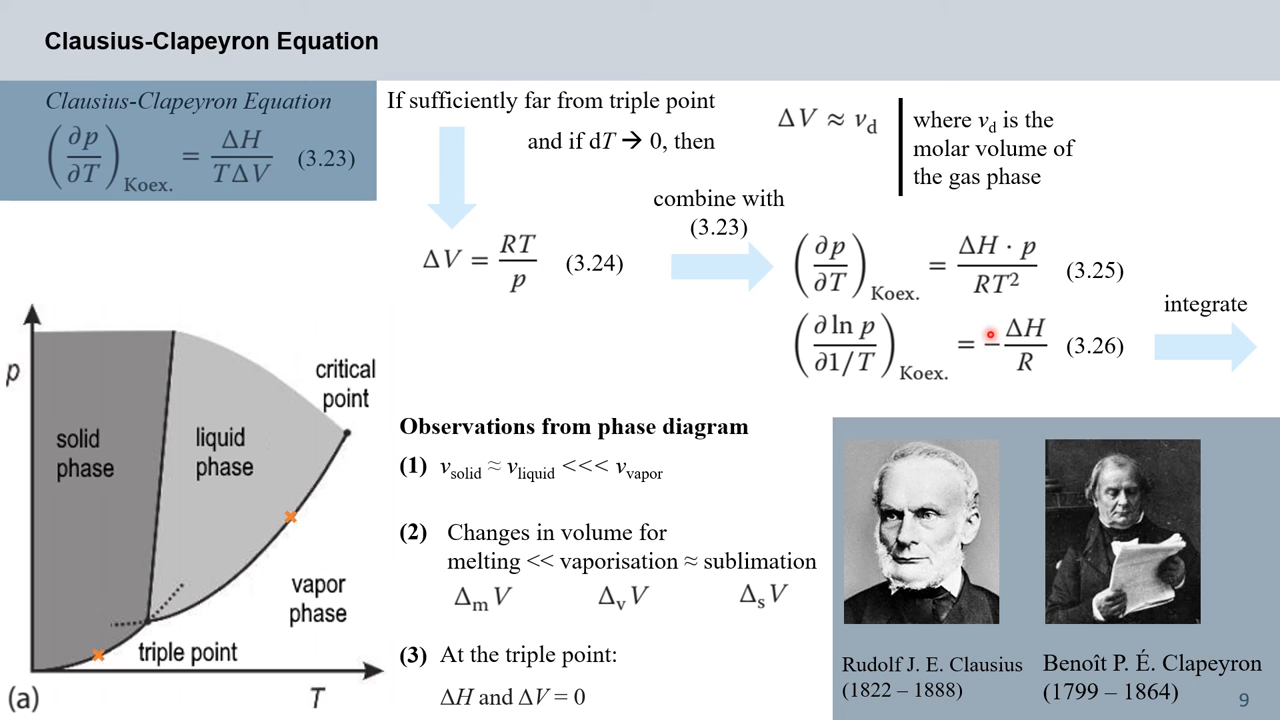 Clausius-Clapeyron Equation
Clausius-Clapeyron Equation
(∂p/∂T)Koex. = ΔH/TΔV (3.23)
If sufficiently far from triple point
and if dT → 0, then
ΔV ≈ vd
where vd is the
molar volume of
the gas phase
ΔV = RT/p (3.24)
combine with
(3.23)
(∂p/∂T)Koex. = ΔH · p/RT² (3.25)
(∂ ln p/∂1/T)Koex. = −ΔH/R (3.26)
integrate
p
solid
phase
liquid
phase
critical
point
vapor
phase
triple point
(a)
T
Observations from phase diagram
(1) vsolid ≈ vliquid <<< vvapor
(2) Changes in volume for
melting << vaporisation ≈ sublimation
ΔmV ΔvV ΔsV
(3) At the triple point:
ΔH and ΔV = 0
Rudolf J. E. Clausius
(1822 – 1888)
Benoît P. É. Clapeyron
(1799 – 1864)
9